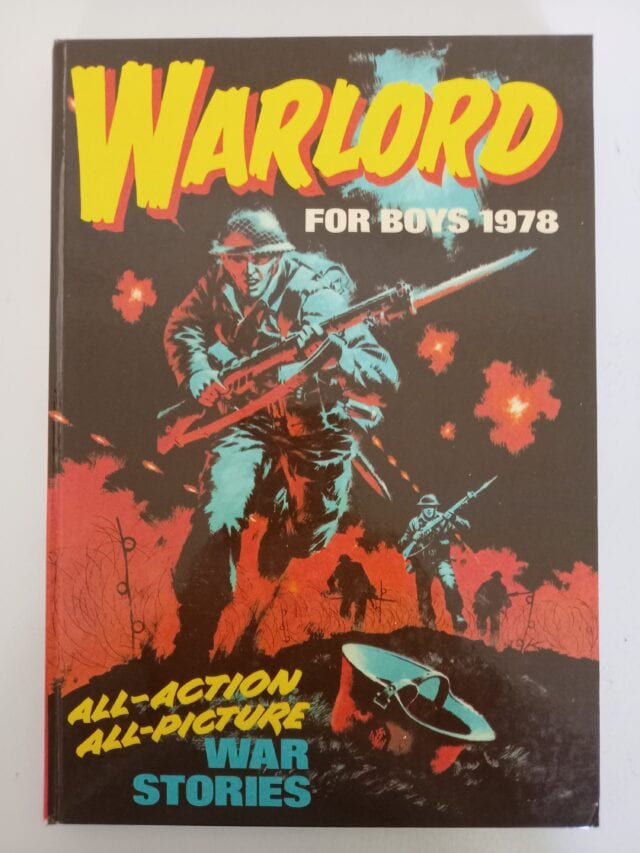 WARLORD
FOR BOYS 1978
ALL-ACTION
ALL-PICTURE
WAR
STORIES